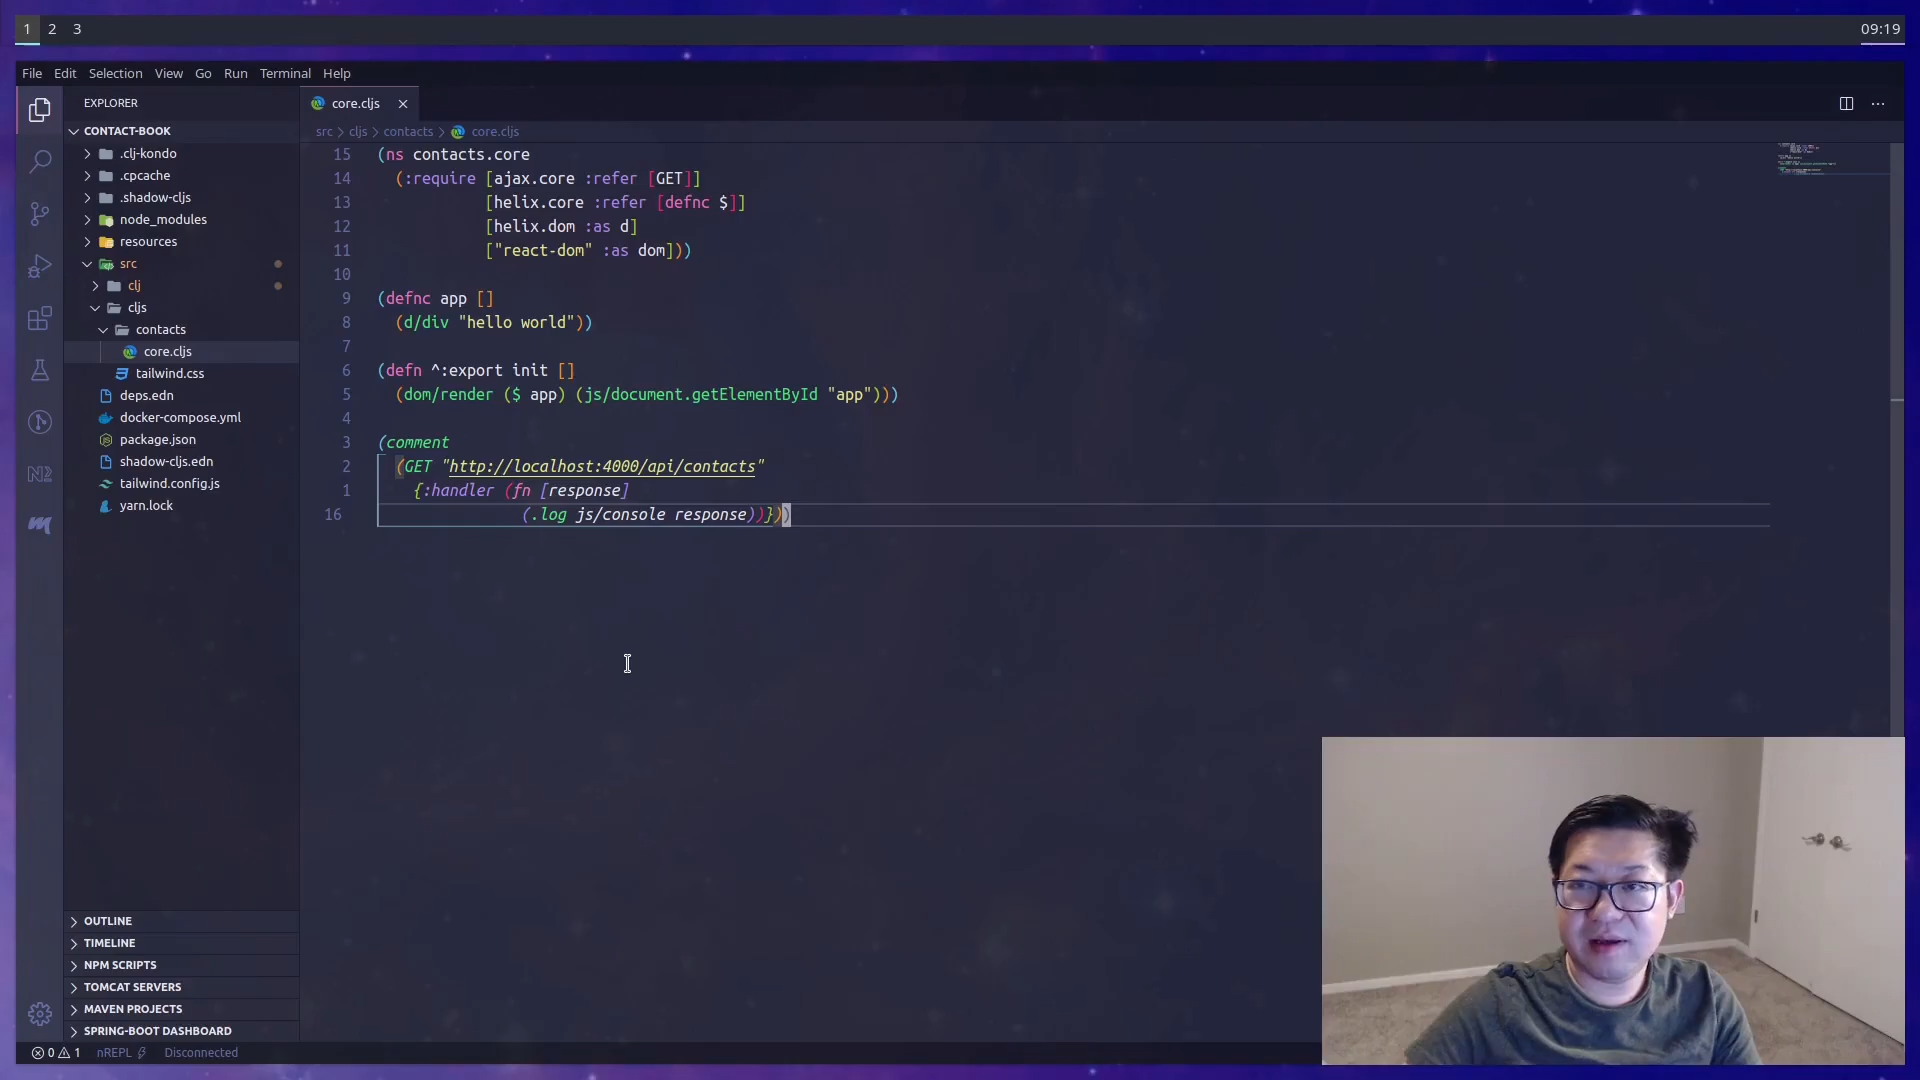 1 2 3
09:19
File Edit Selection View Go Run Terminal Help
EXPLORER
CONTACT-BOOK
.clj-kondo
.cpcache
.shadow-cljs
node_modules
resources
src
clj
cljs
contacts
core.cljs
tailwind.css
deps.edn
docker-compose.yml
package.json
shadow-cljs.edn
tailwind.config.js
yarn.lock
OUTLINE
TIMELINE
NPM SCRIPTS
TOMCAT SERVERS
MAVEN PROJECTS
SPRING-BOOT DASHBOARD
core.cljs
src > cljs > contacts > core.cljs
15 (ns contacts.core
14 (:require [ajax.core :refer [GET]]
13 [helix.core :refer [defnc $]]
12 [helix.dom :as d]
11 ["react-dom" :as dom]))
10
9 (defnc app []
8 (d/div "hello world"))
7
6 (defn ^:export init []
5 (dom/render ($ app) (js/document.getElementById "app")))
4
3 (comment
2 (GET "http://localhost:4000/api/contacts"
1 {:handler (fn [response]
16 (.log js/console response))}))
0 1 nREPL Disconnected